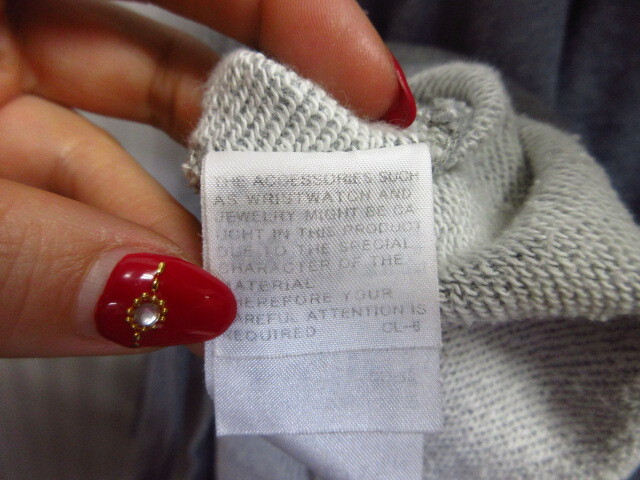 THE ACCESSORIES SUCH
AS WRISTWATCH AND
JEWELRY MIGHT BE CA
UGHT IN THIS PRODUCT
DUE TO THE SPECIAL
CHARACTER OF THE
MATERIAL
THEREFORE YOUR
CAREFUL ATTENTION IS
REQUIRED CL-6